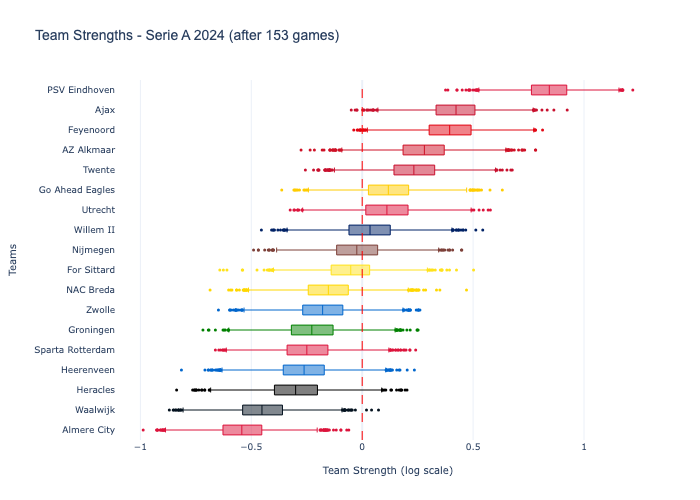 Team Strengths - Serie A 2024 (after 153 games)
PSV Eindhoven
Ajax
Feyenoord
AZ Alkmaar
Twente
Go Ahead Eagles
Utrecht
Willem II
Nijmegen
For Sittard
NAC Breda
Zwolle
Groningen
Sparta Rotterdam
Heerenveen
Heracles
Waalwijk
Almere City
Teams
−1
−0.5
0
0.5
1
Team Strength (log scale)